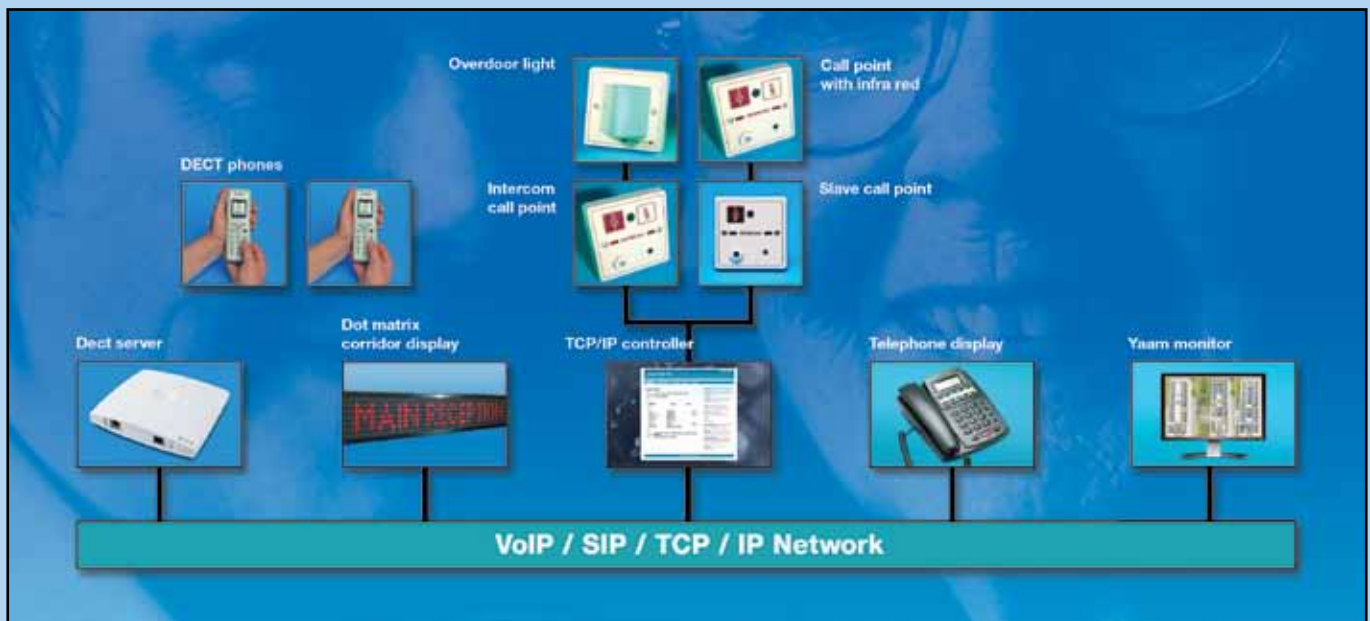 Overdoor light
Call point
with infra red
DECT phones
Intercom
call point
Slave call point
Dect server
Dot matrix
corridor display
TCP/IP controller
Telephone display
Yaam monitor
MAIN RECEPTION
VoIP / SIP / TCP / IP Network